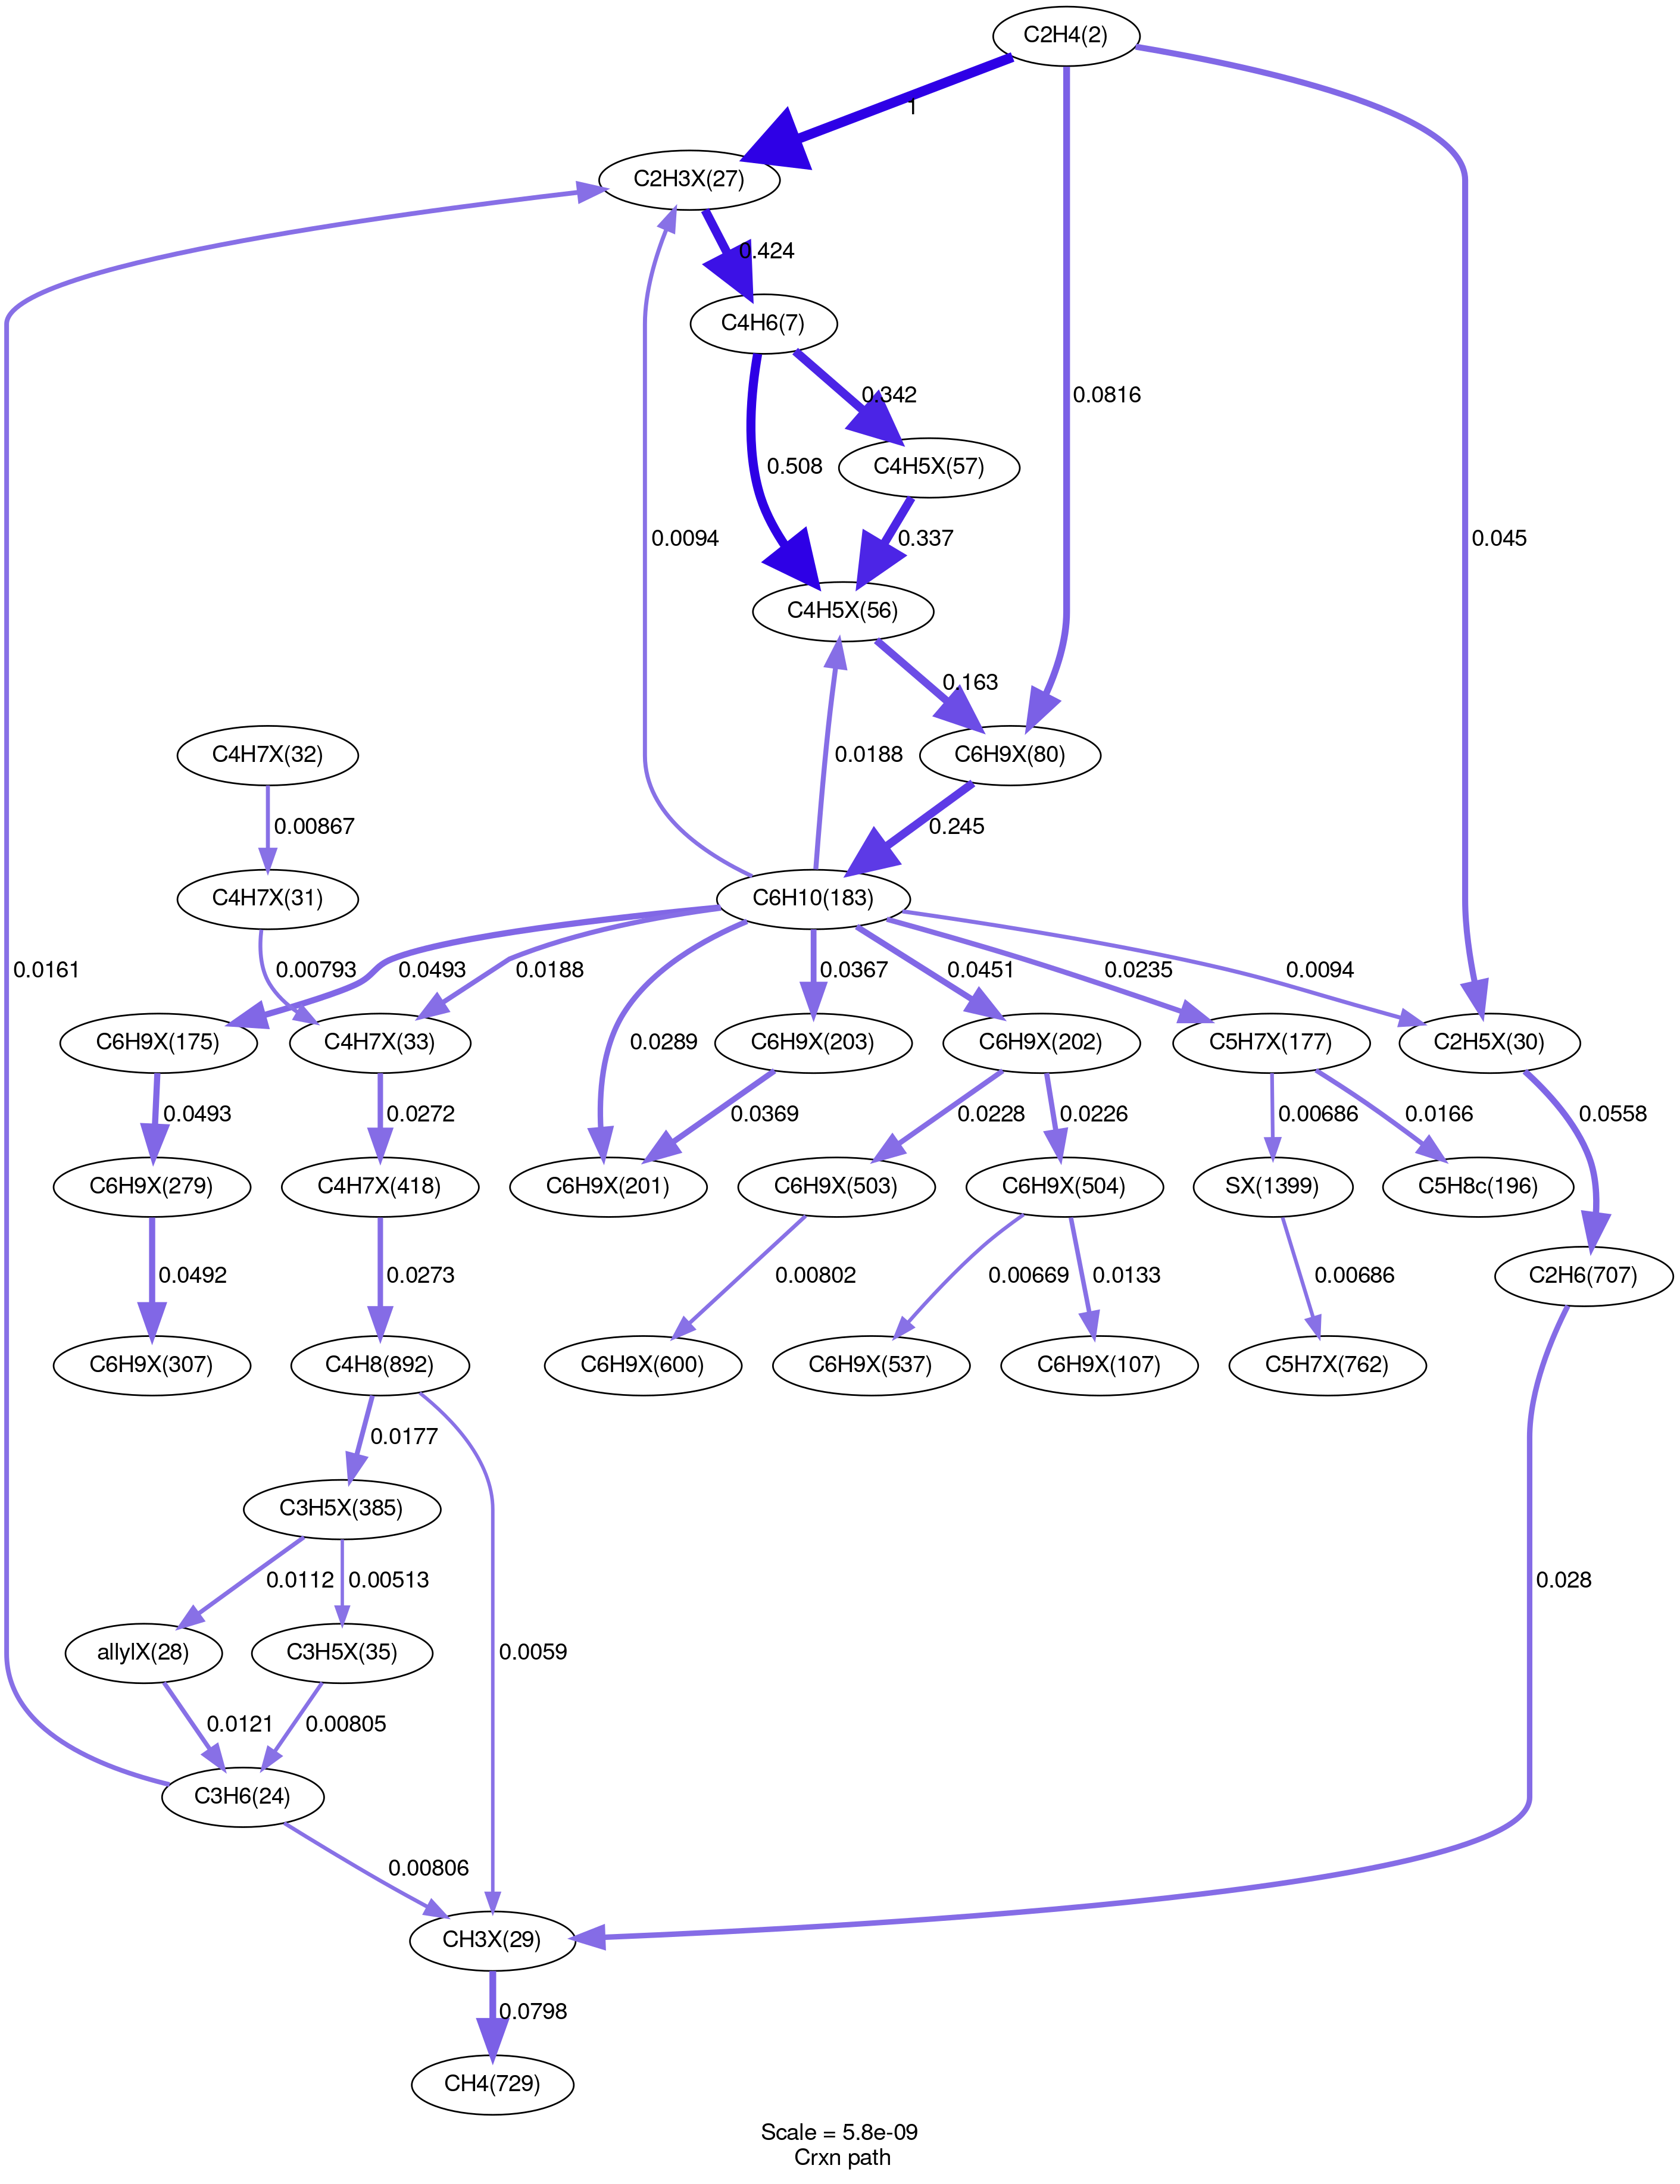 C2H4(2)
1
C2H3X(27)
0.424
C4H6(7)
0.342
0.0816
C4H5X(57)
0.508
0.0094
0.337
0.045
C4H5X(56)
0.163
C4H7X(32)
0.0188
C6H9X(80)
0.00867
0.245
C4H7X(31)
C6H10(183)
0.0161
0.00793
0.0493
0.0188
0.0367
0.0451
0.0235
0.0094
C6H9X(175)
C4H7X(33)
0.0289
C6H9X(203)
C6H9X(202)
C5H7X(177)
C2H5X(30)
0.0493
0.0272
0.0369
0.0228
0.0226
0.00686
0.0166
0.0558
C6H9X(279)
C4H7X(418)
C6H9X(201)
C6H9X(503)
C6H9X(504)
SX(1399)
C5H8c(196)
0.0492
0.0273
0.00802
0.00669
0.0133
0.00686
C2H6(707)
C6H9X(307)
C4H8(892)
C6H9X(600)
C6H9X(537)
C6H9X(107)
C5H7X(762)
0.0177
C3H5X(385)
0.0112
0.00513
0.028
allylX(28)
C3H5X(35)
0.0059
0.0121
0.00805
C3H6(24)
0.00806
CH3X(29)
0.0798
CH4(729)
Scale = 5.8e-09
Crxn path